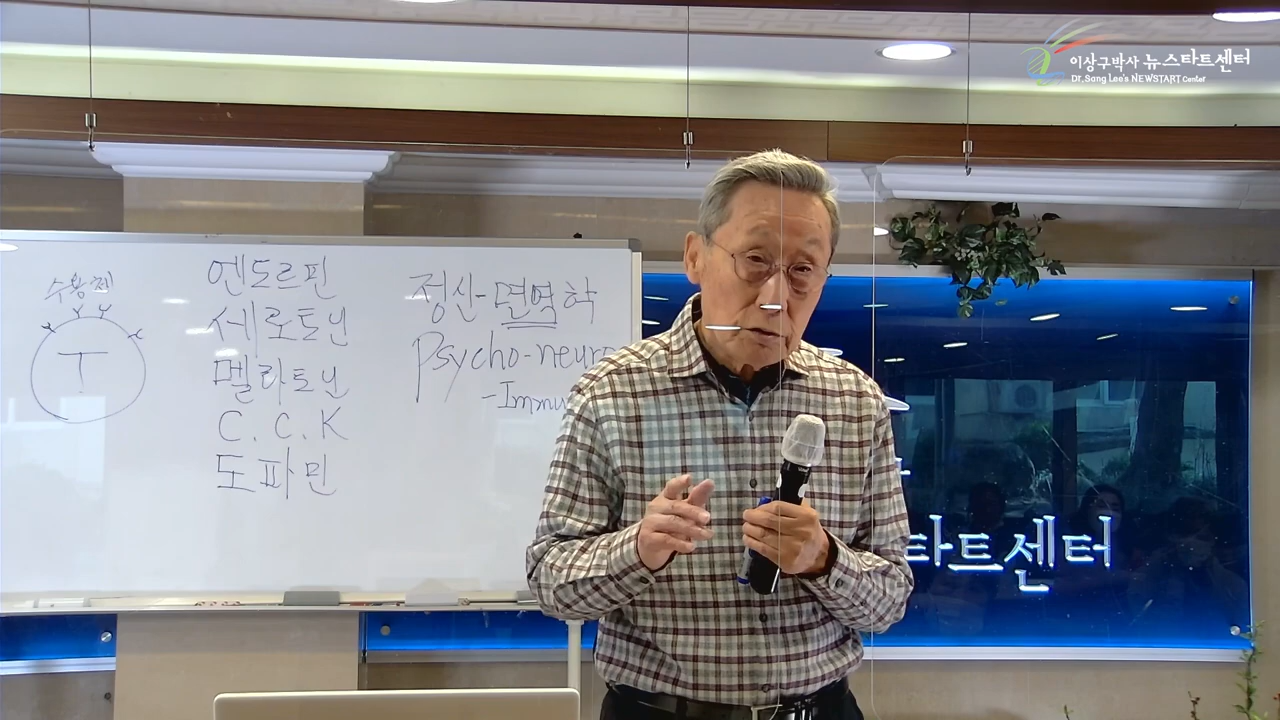 이상구박사 뉴스타트센터
Dr. Sang Lee's NEWSTART Center
수용체
T
엔도르핀
세로토닌
멜라토닌
C.C.K
도파민
정신-면역학
Psycho-neuro
-Immu
타트센터